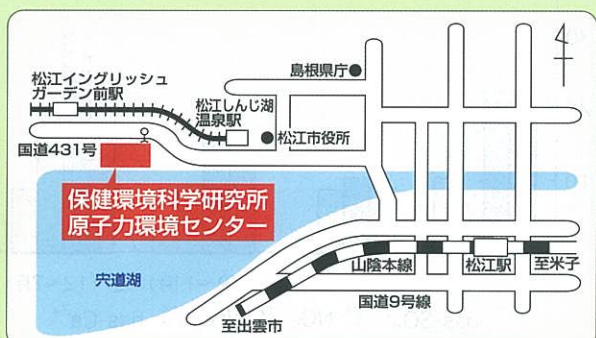 島根県庁
松江イングリッシュ
ガーデン前駅
松江しんじ湖
温泉駅
松江市役所
国道431号
保健環境科学研究所
原子力環境センター
宍道湖
山陰本線
松江駅
至米子
国道9号線
至出雲市